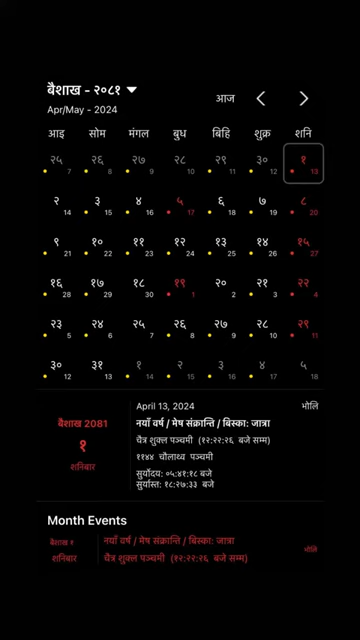 बैशाख - २०८१
आज
Apr/May - 2024
आइ सोम मंगल बुध बिहि शुक्र शनि
२५ २६ २७ २८ २९ ३० १
7 8 9 10 11 12 13
२ ३ ४ ५ ६ ७ ८
14 15 16 17 18 19 20
९ १० ११ १२ १३ १४ १५
21 22 23 24 25 26 27
१६ १७ १८ १९ २० २१ २२
28 29 30 1 2 3 4
२३ २४ २५ २६ २७ २८ २९
5 6 7 8 9 10 11
३० ३१ १ २ ३ ४ ५
12 13 14 15 16 17 18
April 13, 2024 भोलि
बैशाख 2081
१
शनिबार
नयाँ वर्ष / मेष संक्रान्ति / बिस्का: जात्रा
चैत्र शुक्ल पञ्चमी (१२:२२:२६ बजे सम्म)
११४४ चौलाथ्व पञ्चमी
सूर्योदय: ०५:४१:१८ बजे
सूर्यास्त: १८:२७:३३ बजे
Month Events
बैशाख १
शनिबार
नयाँ वर्ष / मेष संक्रान्ति / बिस्का: जात्रा
चैत्र शुक्ल पञ्चमी (१२:२२:२६ बजे सम्म)
भोलि